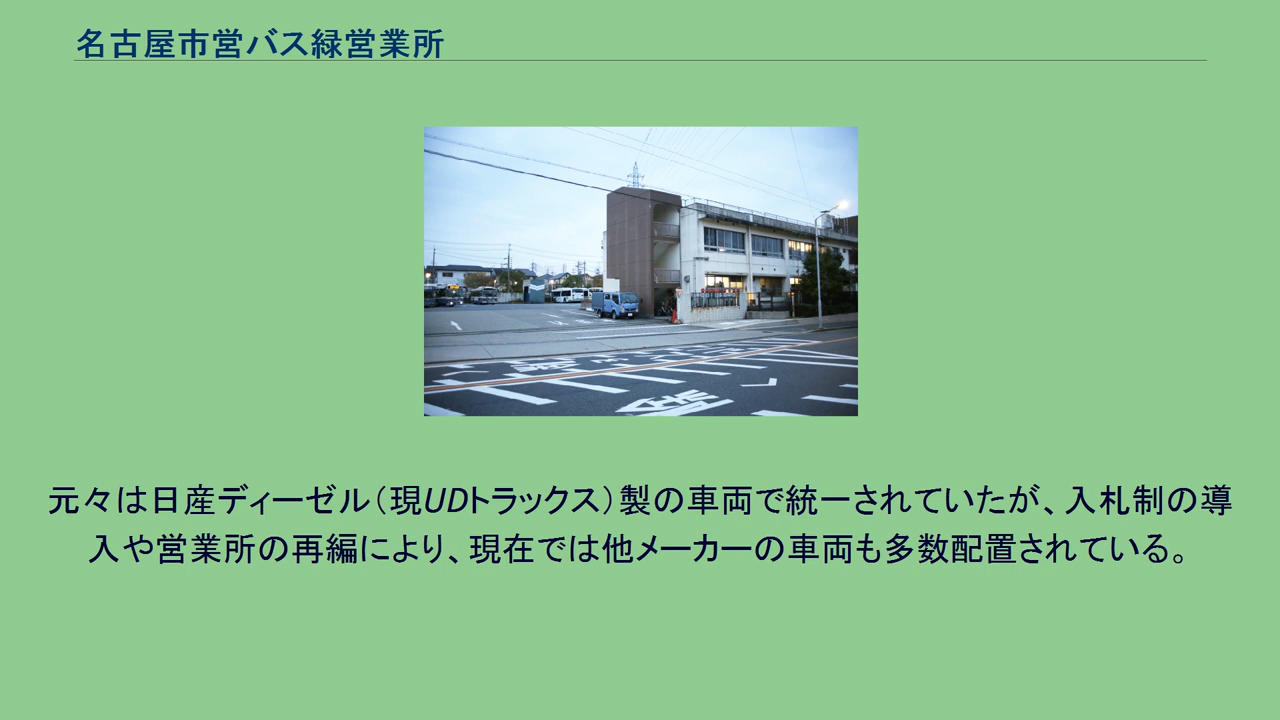 名古屋市営バス緑営業所
元々は日産ディーゼル（現UDトラックス）製の車両で統一されていたが、入札制の導
入や営業所の再編により、現在では他メーカーの車両も多数配置されている。